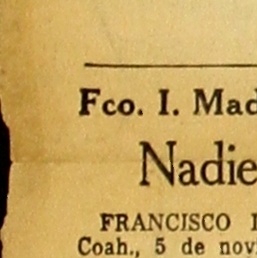 Fco. I. Mad
Nadie
FRANCISCO I
Coah., 5 de nov